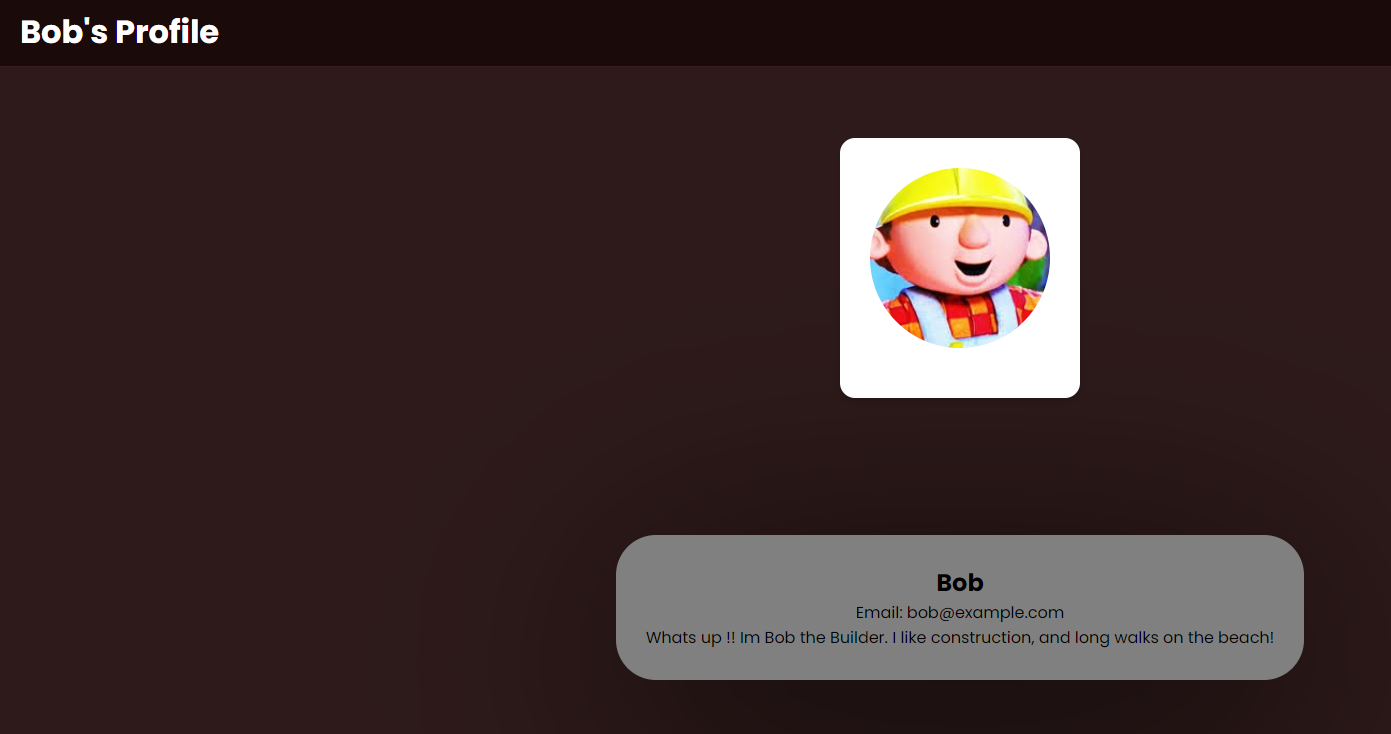 Bob's Profile
Bob
Email: bob@example.com
Whats up !! Im Bob the Builder. I like construction, and long walks on the beach!